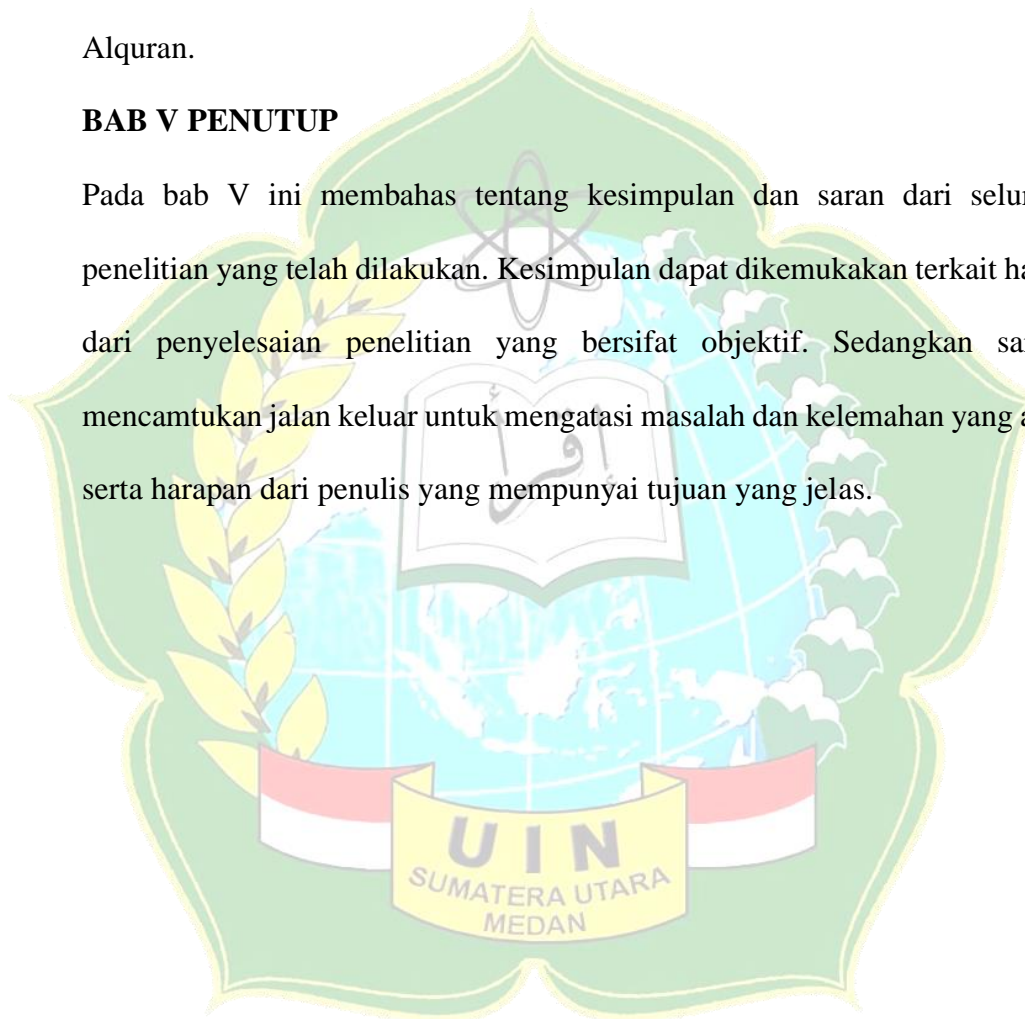 Alquran.
BAB V PENUTUP
Pada bab V ini membahas tentang kesimpulan dan saran dari
penelitian yang telah dilakukan. Kesimpulan dapat dikemukakan terkait
dari penyelesaian penelitian yang bersifat objektif. Sedangkan
mencamtukan jalan keluar untuk mengatasi masalah dan kelemahan yang
serta harapan dari penulis yang mempunyai tujuan yang jelas.
إقرأ
UIN
SUMATERA UTARA
MEDAN